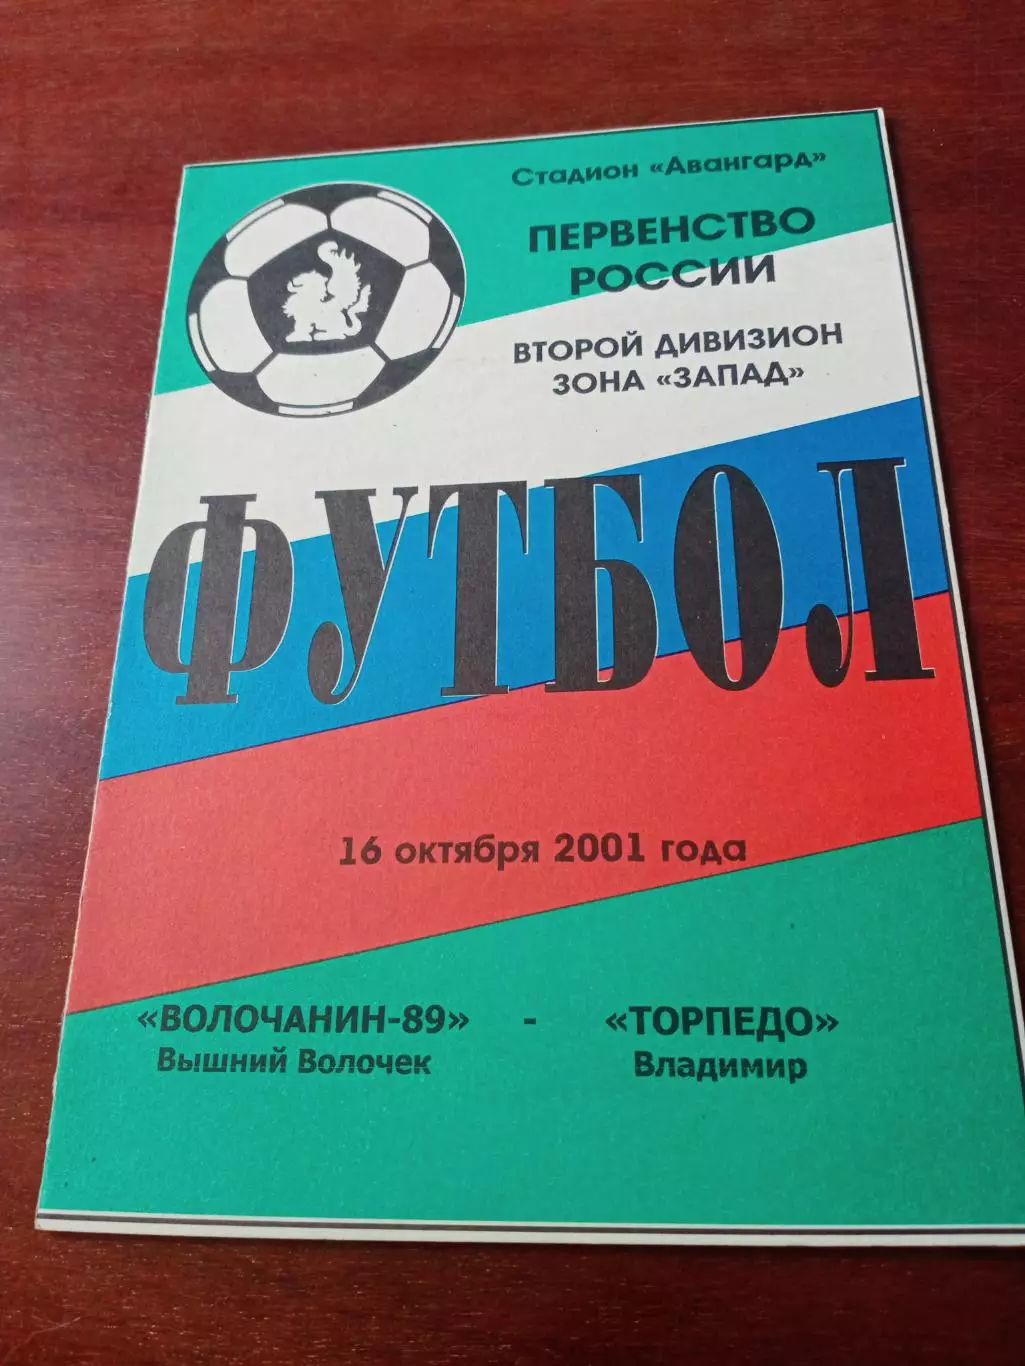 Стадион «Авангард»
ПЕРВЕНСТВО
РОССИИ
ВТОРОЙ ДИВИЗИОН
ЗОНА «ЗАПАД»
ФУТБОЛ
16 октября 2001 года
«ВОЛОЧАНИН-89» - «ТОРПЕДО»
Вышний Волочек Владимир